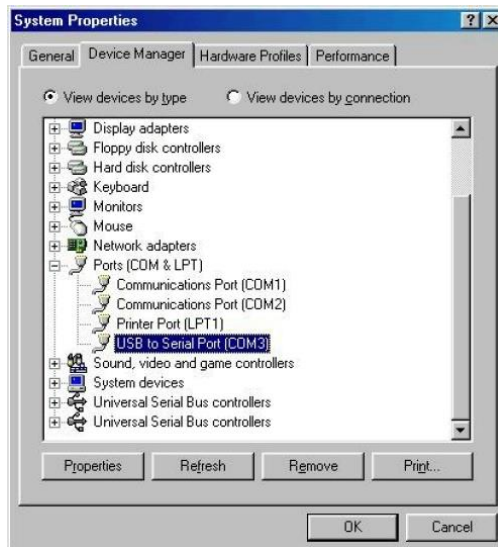 System Properties
General Device Manager Hardware Profiles Performance
View devices by type View devices by connection
Display adapters
Floppy disk controllers
Hard disk controllers
Keyboard
Monitors
Mouse
Network adapters
Ports (COM & LPT)
Communications Port (COM1)
Communications Port (COM2)
Printer Port (LPT1)
USB to Serial Port (COM3)
Sound, video and game controllers
System devices
Universal Serial Bus controllers
Universal Serial Bus controllers
Properties Refresh Remove Print...
OK Cancel